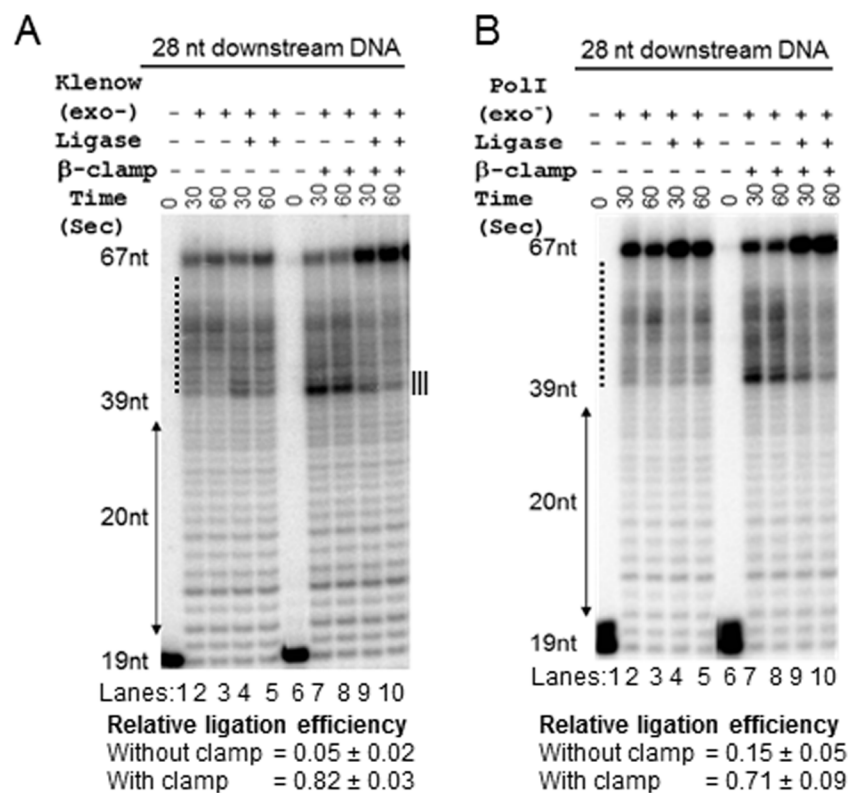 A
28 nt downstream DNA
Klenow
(exo-) - + + + + - + + + +
Ligase - - - + + - - - + +
β-clamp - - - - - - + + + +
Time 0 30 60 30 60 0 30 60 30 60
(Sec)
67nt
39nt
20nt
19nt
Lanes:1 2 3 4 5 6 7 8 9 10
Relative ligation efficiency
Without clamp = 0.05 ± 0.02
With clamp = 0.82 ± 0.03
B
28 nt downstream DNA
PolI
(exo⁻) - + + + + - + + + +
Ligase - - - + + - - - + +
β-clamp - - - - - - + + + +
Time 0 30 60 30 60 0 30 60 30 60
(Sec)
67nt
39nt
20nt
19nt
Lanes:1 2 3 4 5 6 7 8 9 10
Relative ligation efficiency
Without clamp = 0.15 ± 0.05
With clamp = 0.71 ± 0.09